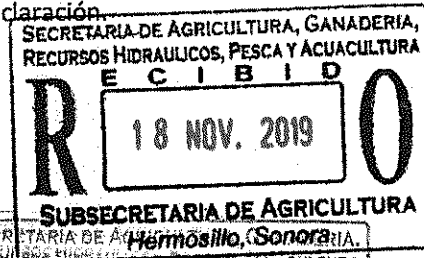 claración.
SECRETARIA DE AGRICULTURA, GANADERIA,
RECURSOS HIDRAULICOS, PESCA Y ACUACULTURA
R E C I B I D O
18 NOV. 2019
SUBSECRETARIA DE AGRICULTURA
Hermosillo, Sonora